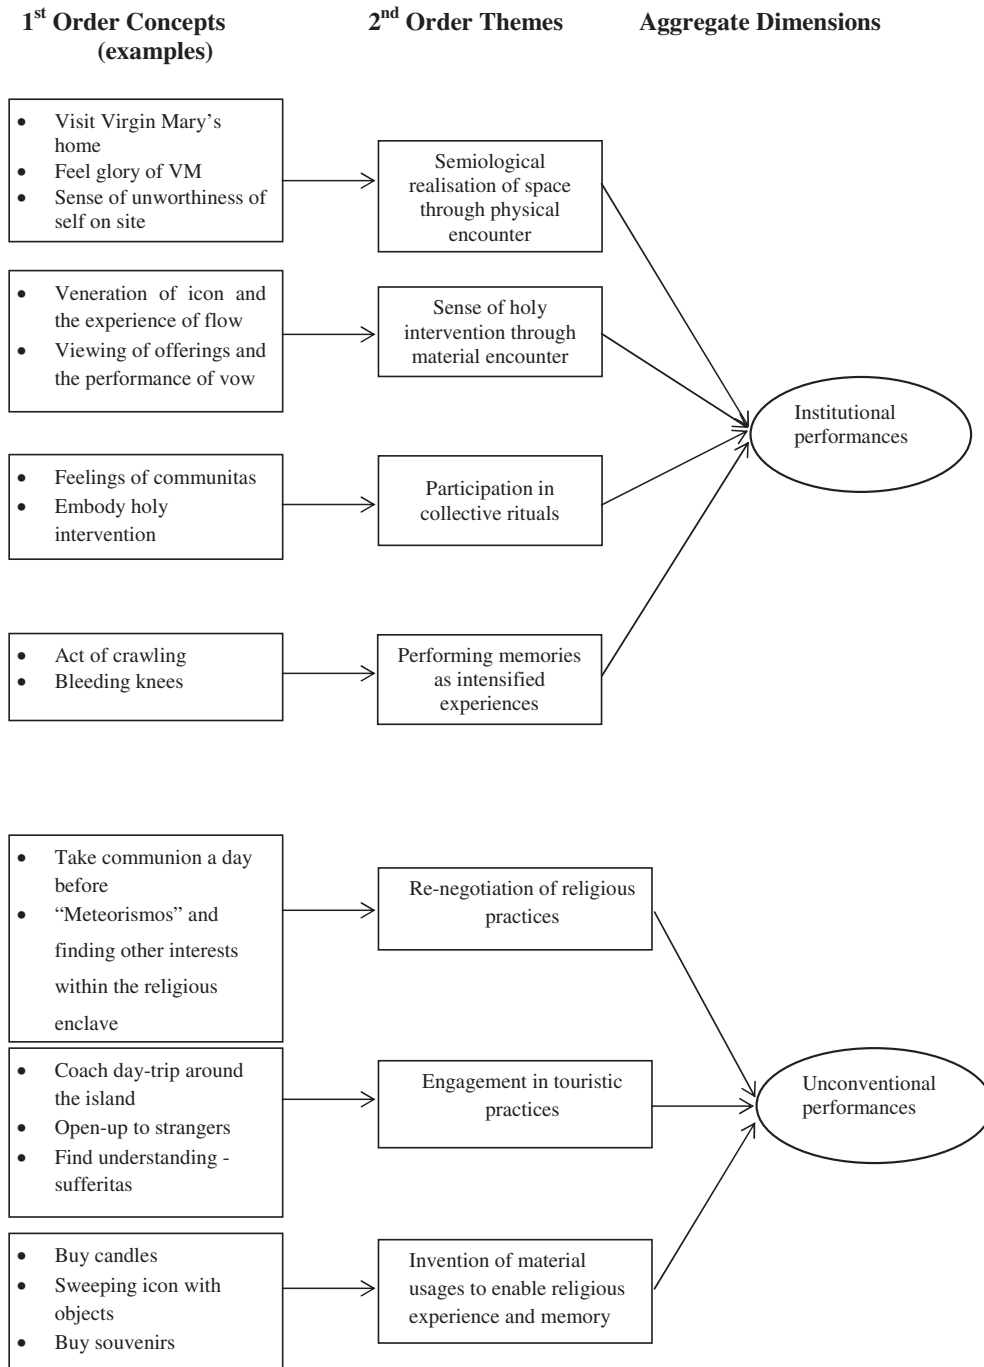 1st Order Concepts
(examples)
2nd Order Themes
Aggregate Dimensions
• Visit Virgin Mary's
home
• Feel glory of VM
• Sense of unworthiness of
self on site
Semiological
realisation of space
through physical
encounter
• Veneration of icon and
the experience of flow
• Viewing of offerings and
the performance of vow
Sense of holy
intervention through
material encounter
Institutional
performances
• Feelings of communitas
• Embody holy
intervention
Participation in
collective rituals
• Act of crawling
• Bleeding knees
Performing memories
as intensified
experiences
• Take communion a day
before
• “Meteorismos” and
finding other interests
within the religious
enclave
Re-negotiation of religious
practices
• Coach day-trip around
the island
• Open-up to strangers
• Find understanding -
sufferitas
Engagement in touristic
practices
Unconventional
performances
• Buy candles
• Sweeping icon with
objects
• Buy souvenirs
Invention of material
usages to enable religious
experience and memory